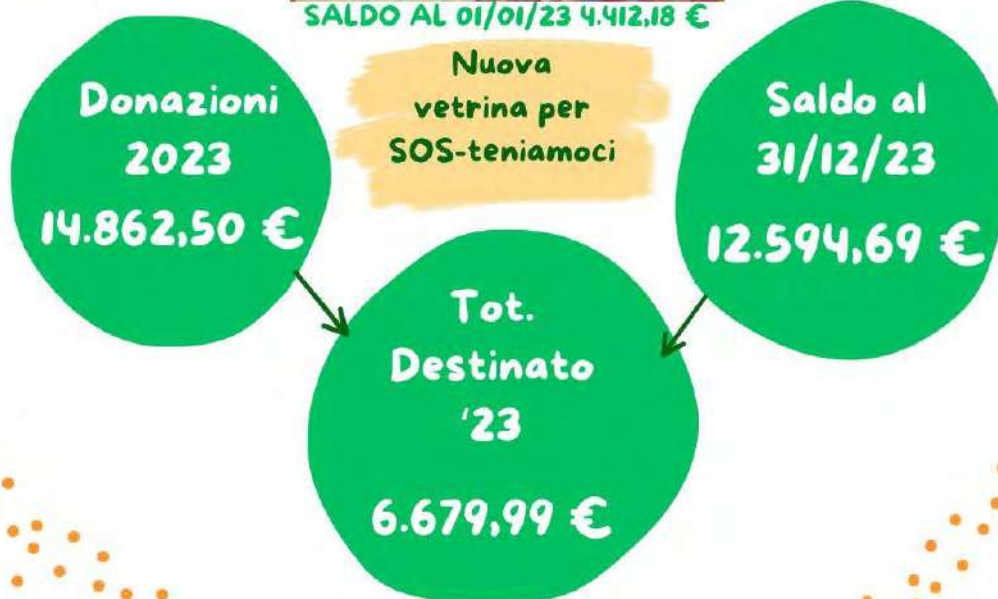 SALDO AL 01/01/23 4.412,18 €
Nuova
vetrina per
SOS-teniamoci
Donazioni
2023
14.862,50 €
Saldo al
31/12/23
12.594,69 €
Tot.
Destinato
'23
6.679,99 €